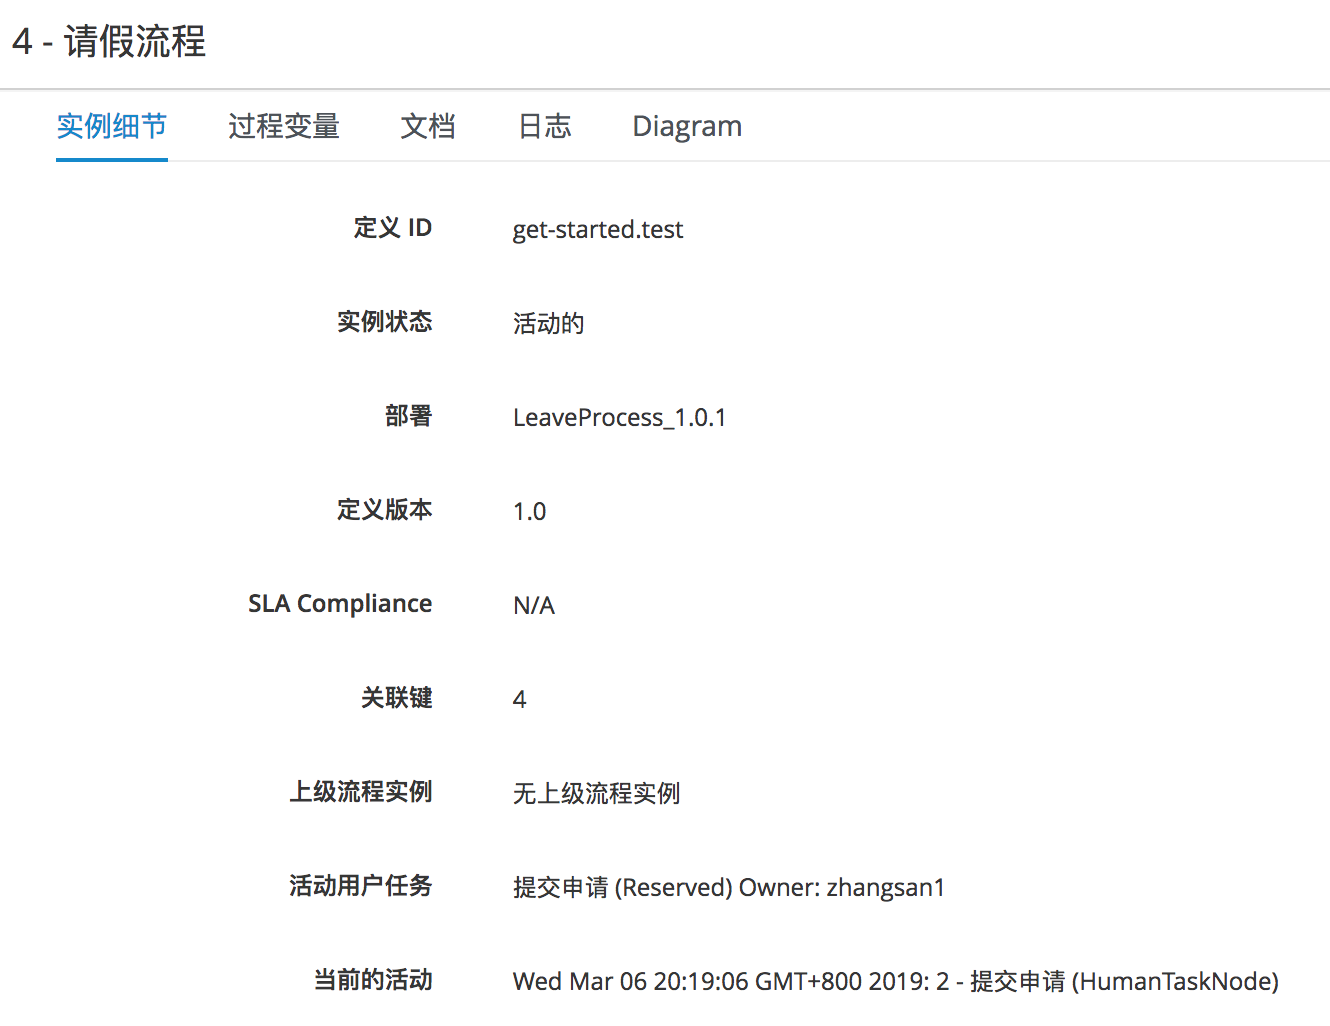 4 - 请假流程
实例细节 过程变量 文档 日志 Diagram
定义 ID get-started.test
实例状态 活动的
部署 LeaveProcess_1.0.1
定义版本 1.0
SLA Compliance N/A
关联键 4
上级流程实例 无上级流程实例
活动用户任务 提交申请 (Reserved) Owner: zhangsan1
当前的活动 Wed Mar 06 20:19:06 GMT+800 2019: 2 - 提交申请 (HumanTaskNode)